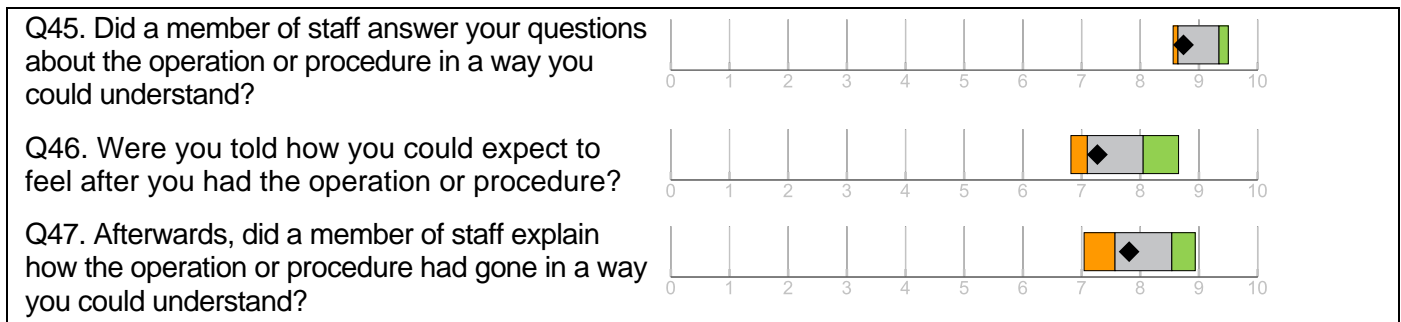 Q45. Did a member of staff answer your questions
about the operation or procedure in a way you
could understand?
0 1 2 3 4 5 6 7 8 9 10
Q46. Were you told how you could expect to
feel after you had the operation or procedure?
0 1 2 3 4 5 6 7 8 9 10
Q47. Afterwards, did a member of staff explain
how the operation or procedure had gone in a way
you could understand?
0 1 2 3 4 5 6 7 8 9 10